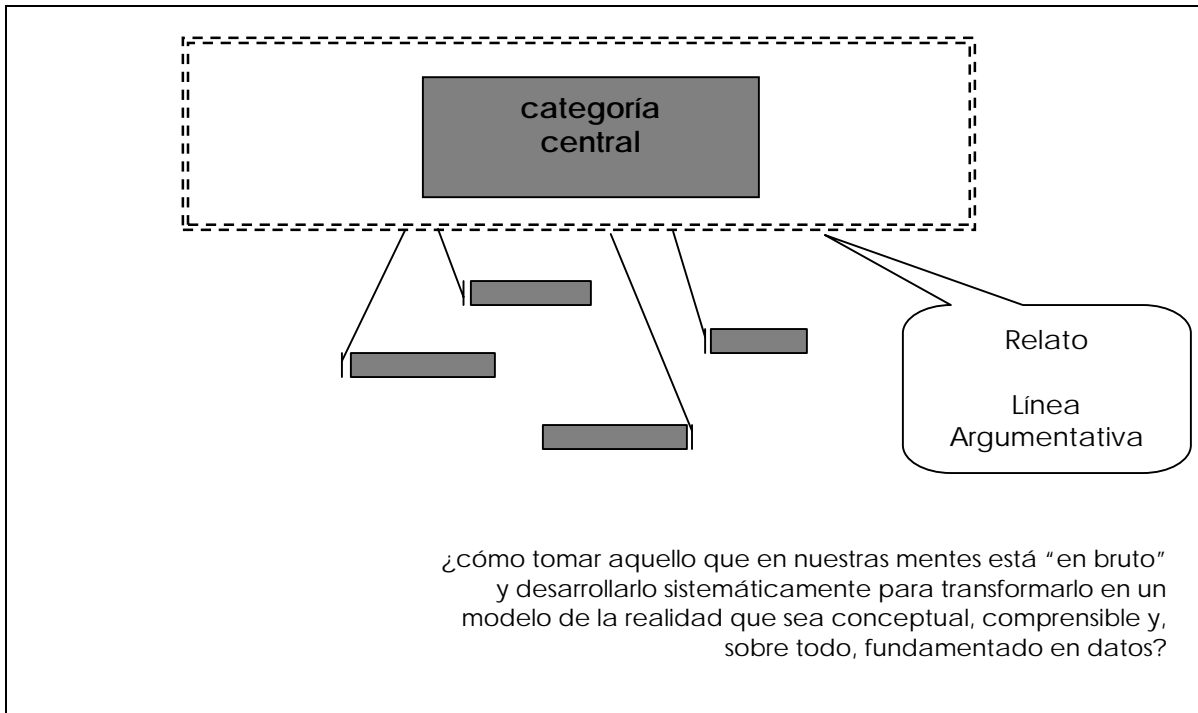 categoría
central
Relato
Línea
Argumentativa
¿cómo tomar aquello que en nuestras mentes está “en bruto”
y desarrollarlo sistemáticamente para transformarlo en un
modelo de la realidad que sea conceptual, comprensible y,
sobre todo, fundamentado en datos?